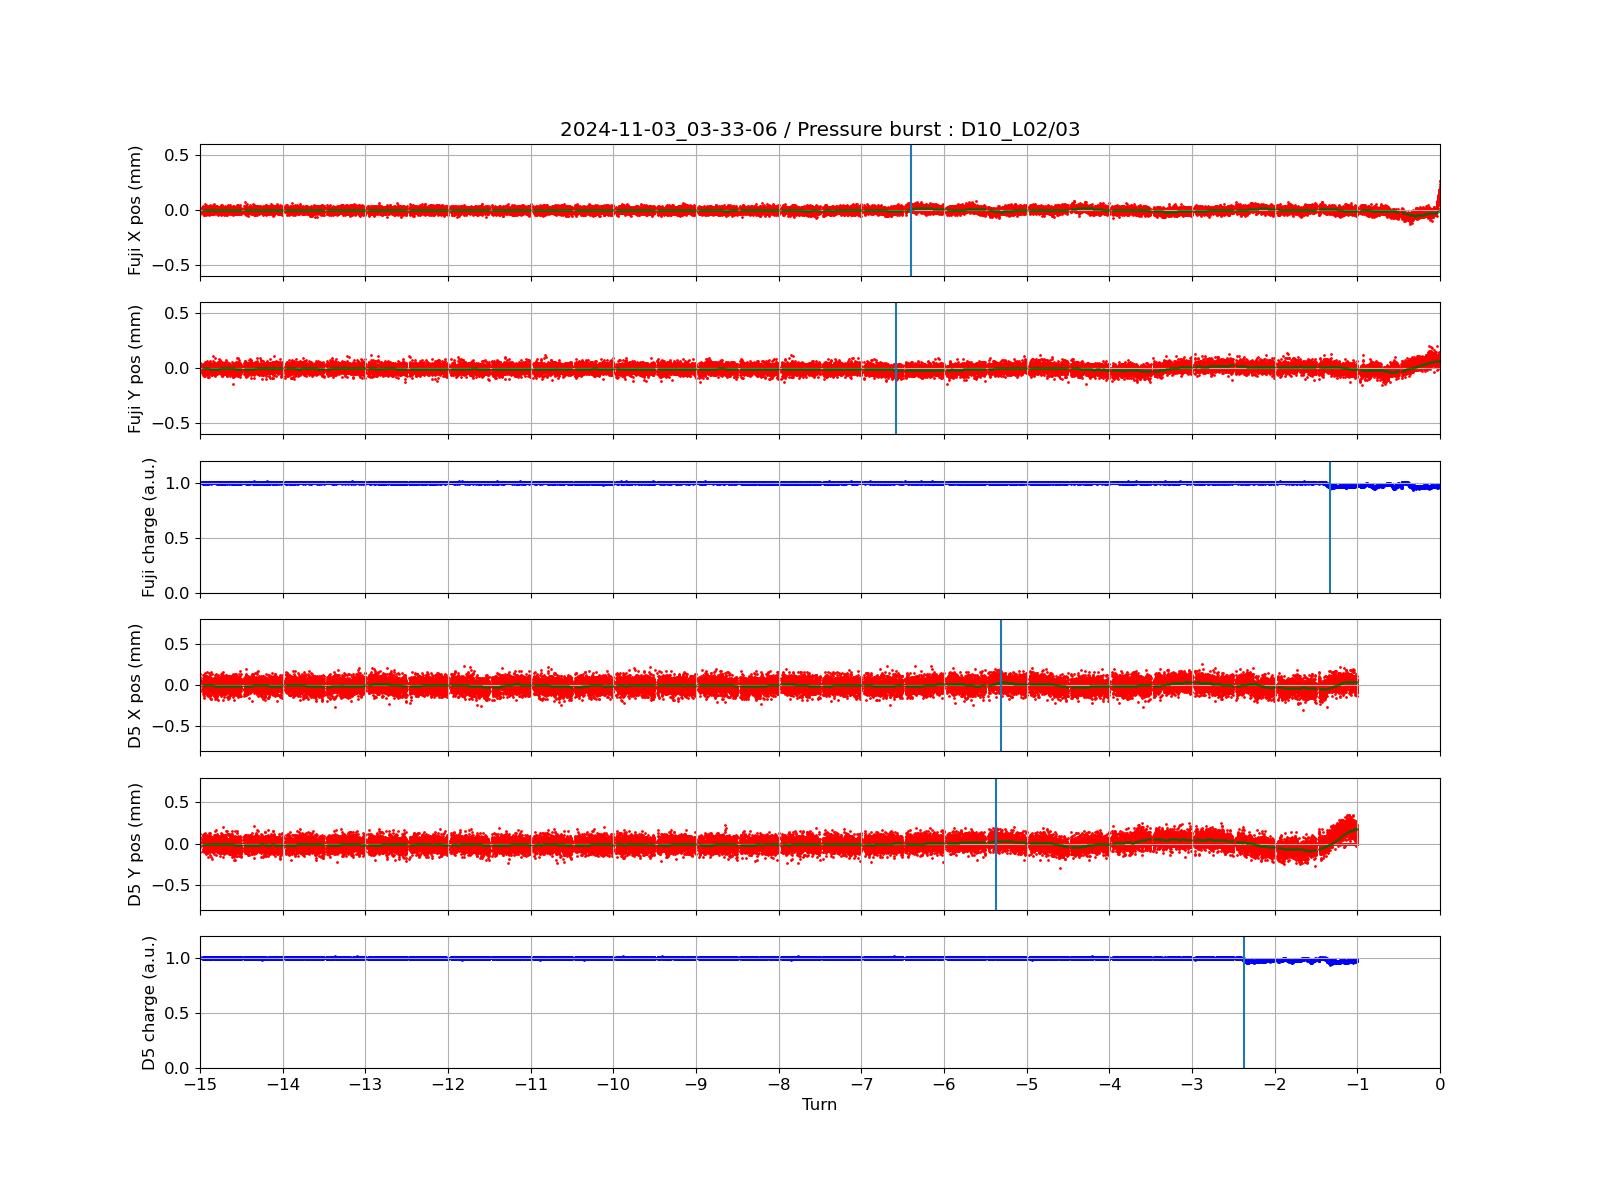 2024-11-03_03-33-06 / Pressure burst : D10_L02/03
Fuji X pos (mm)
0.5
0.0
−0.5
Fuji Y pos (mm)
0.5
0.0
−0.5
Fuji charge (a.u.)
1.0
0.5
0.0
D5 X pos (mm)
0.5
0.0
−0.5
D5 Y pos (mm)
0.5
0.0
−0.5
D5 charge (a.u.)
1.0
0.5
0.0
−15 −14 −13 −12 −11 −10 −9 −8 −7 −6 −5 −4 −3 −2 −1 0
Turn